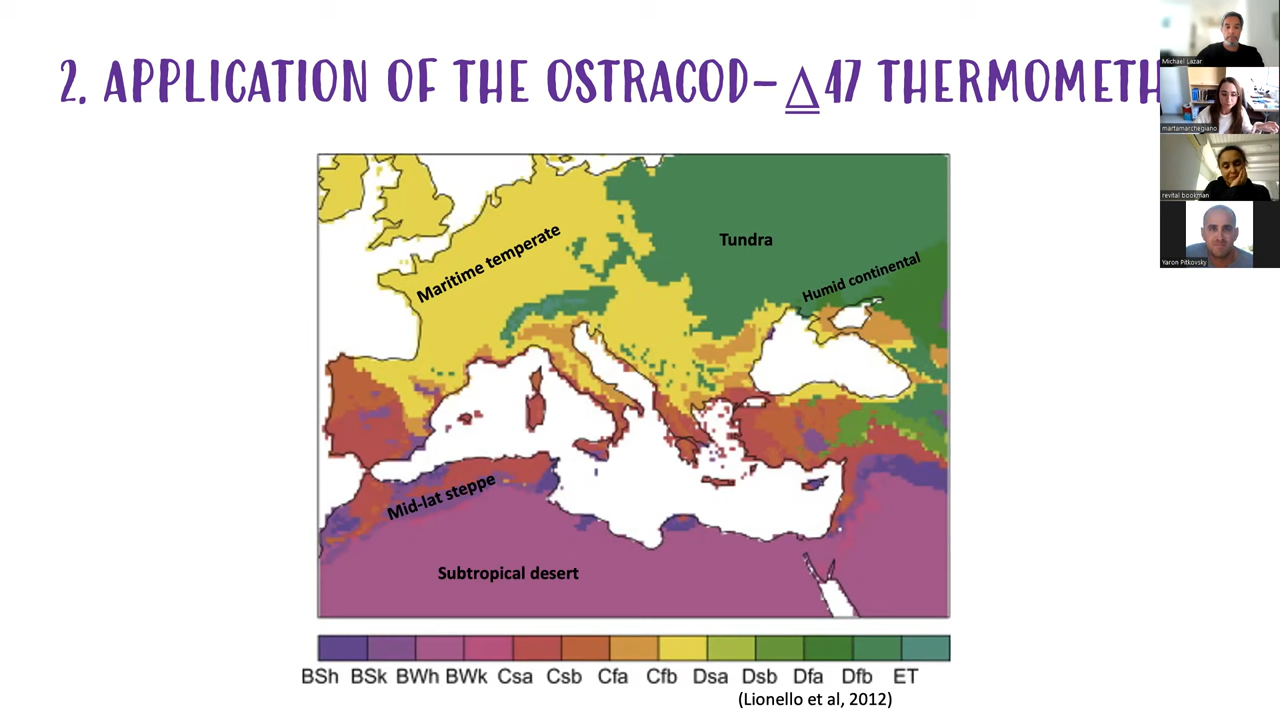 2. APPLICATION OF THE OSTRACOD-Δ47 THERMOMETH
Michael Lazar
martamarchegiano
revital bookman
Yaron Pitkovsky
Maritime temperate
Tundra
Humid continental
Mid-lat steppe
Subtropical desert
BSh BSk BWh BWk Csa Csb Cfa Cfb Dsa Dsb Dfa Dfb ET
(Lionello et al, 2012)